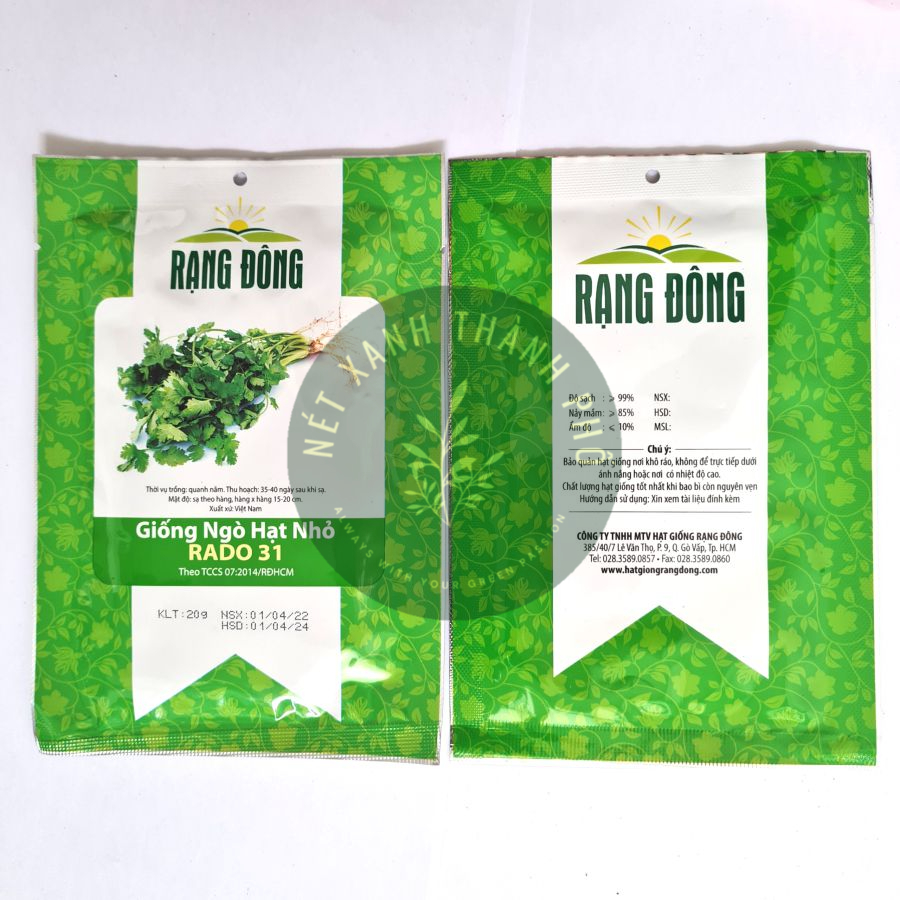 RẠNG ĐÔNG
Thời vụ trồng: quanh năm. Thu hoạch: 35-40 ngày sau khi sạ.
Mật độ: sạ theo hàng, hàng x hàng 15-20 cm.
Xuất xứ: Việt Nam
Giống Ngò Hạt Nhỏ
RADO 31
Theo TCCS 07:2014/RĐHCM
KLT:20g NSX:01/04/22
HSD:01/04/24
RẠNG ĐÔNG
Độ sạch : ⩾ 99% NSX:
Nảy mầm: ⩾ 85% HSD:
Ẩm độ : ⩽ 10% MSL:
Chú ý:
Bảo quản hạt giống nơi khô ráo, không để trực tiếp dưới
ánh nắng hoặc nơi có nhiệt độ cao.
Chất lượng hạt giống tốt nhất khi bao bì còn nguyên vẹn
Hướng dẫn sử dụng: Xin xem tài liệu đính kèm
CÔNG TY TNHH MTV HẠT GIỐNG RẠNG ĐÔNG
385/40/7 Lê Văn Thọ, P. 9, Q. Gò Vấp, Tp. HCM
Tel: 028.3589.0857 • Fax: 028.3589.0860
www.hatgiongrangdong.com
NÉT XANH THÀNH PHỐ